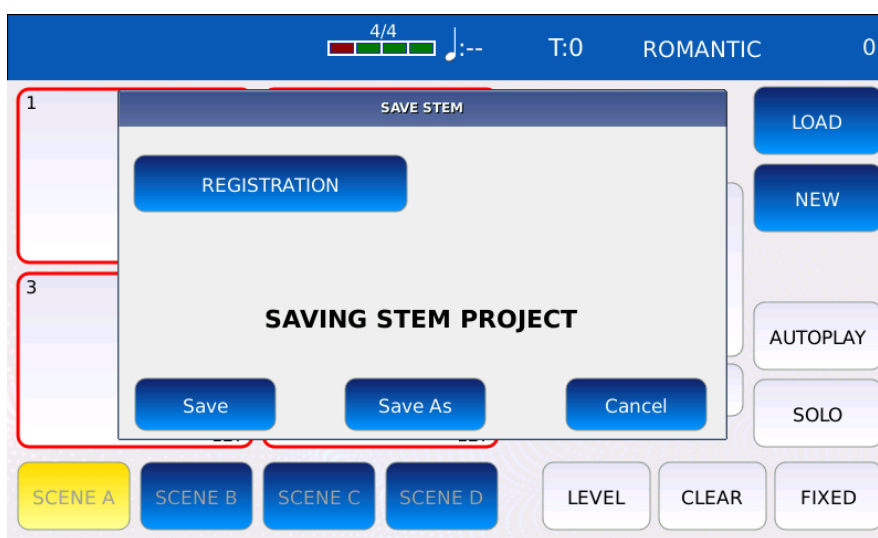 4/4
:--
T:0
ROMANTIC
0
1
SAVE STEM
LOAD
REGISTRATION
NEW
3
SAVING STEM PROJECT
AUTOPLAY
Save
Save As
Cancel
SOLO
SCENE A
SCENE B
SCENE C
SCENE D
LEVEL
CLEAR
FIXED